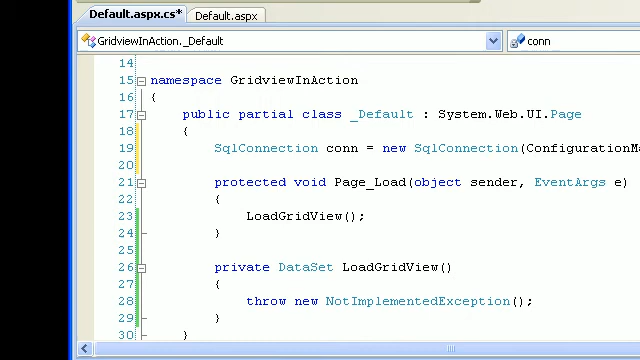 Default.aspx.cs* Default.aspx
GridviewInAction._Default conn
14
15 namespace GridviewInAction
16 {
17 public partial class _Default : System.Web.UI.Page
18 {
19 SqlConnection conn = new SqlConnection(ConfigurationMa
20
21 protected void Page_Load(object sender, EventArgs e)
22 {
23 LoadGridView();
24 }
25
26 private DataSet LoadGridView()
27 {
28 throw new NotImplementedException();
29 }
30 }